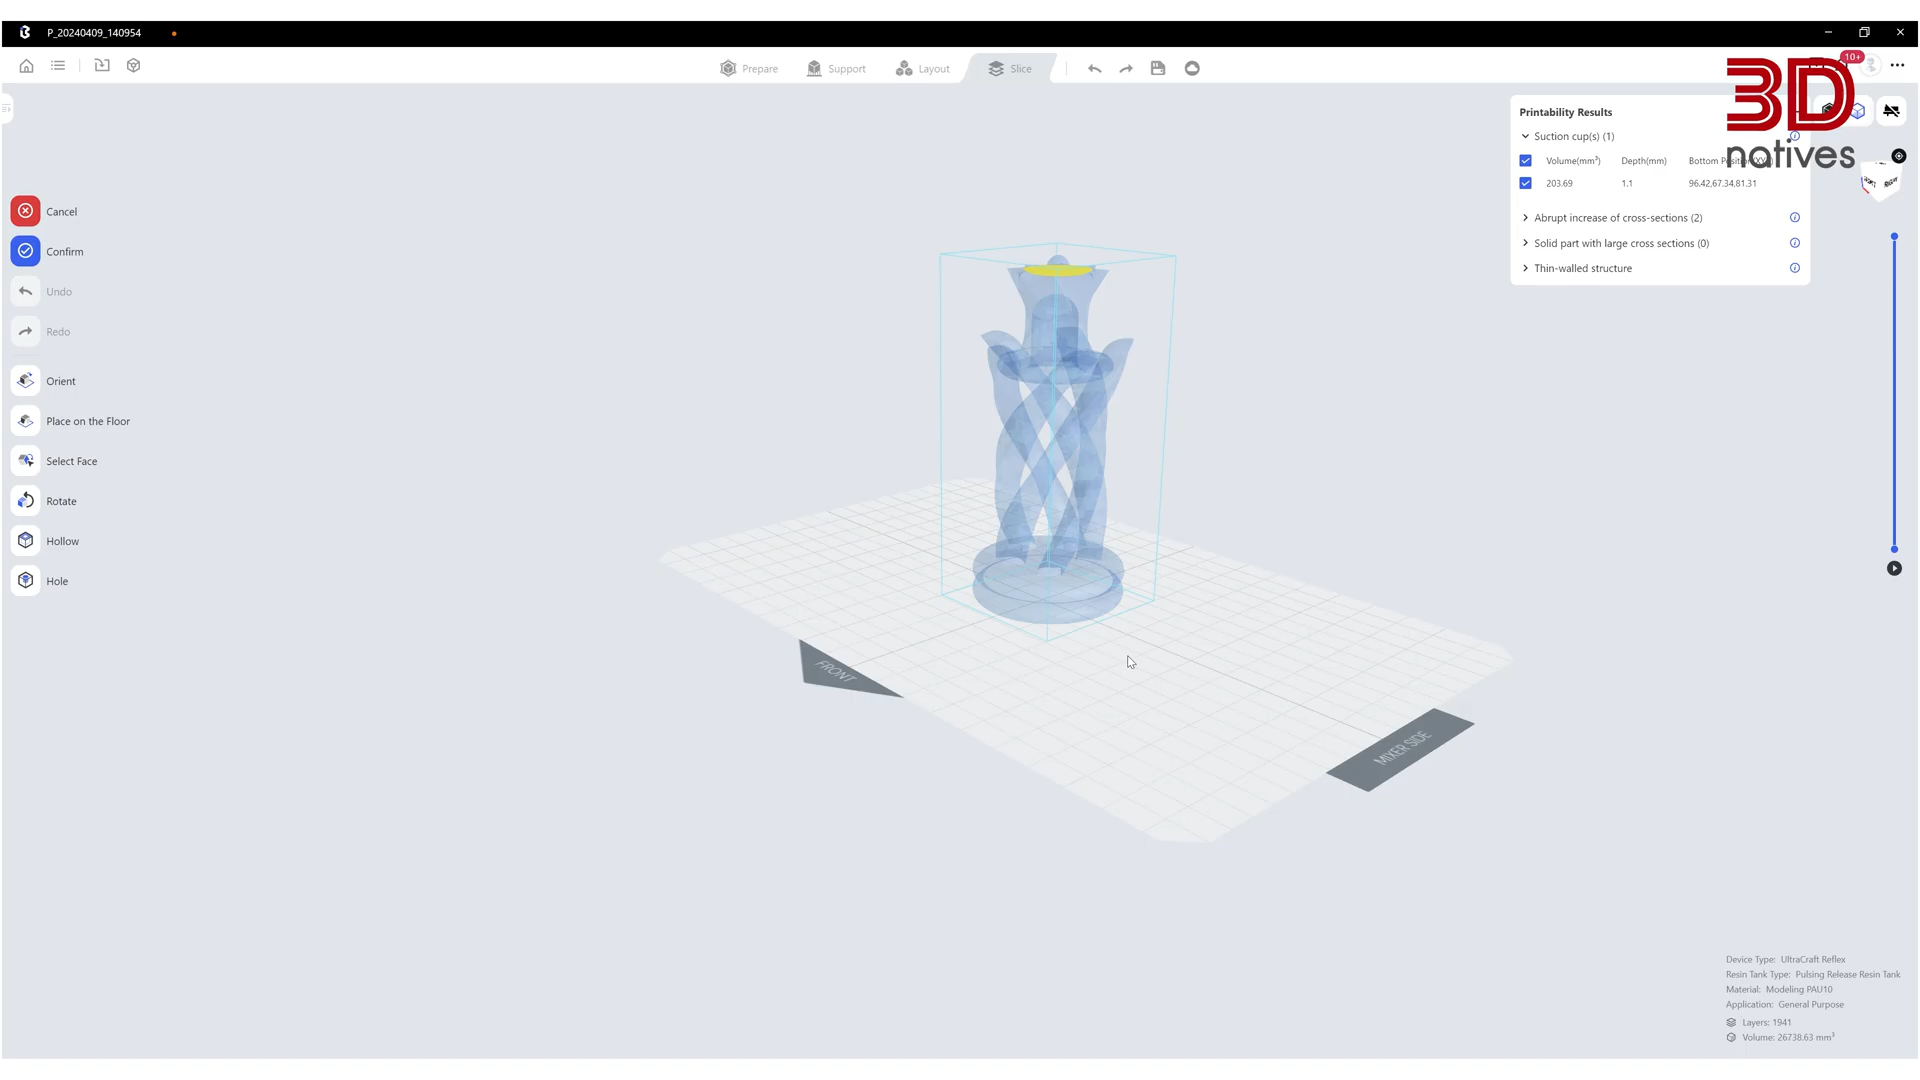 P_20240409_140954
Prepare
Support
Layout
Slice
10+
3D
natives
Printability Results
Suction cup(s) (1)
Volume(mm³) Depth(mm) Bottom
203.69 1.1 96.42,67.34,81.31
Abrupt increase of cross-sections (2)
Solid part with large cross sections (0)
Thin-walled structure
RIGHT
Cancel
Confirm
Undo
Redo
Orient
Place on the Floor
Select Face
Rotate
Hollow
Hole
FRONT
MIXER SIDE
Device Type: UltraCraft Reflex
Resin Tank Type: Pulsing Release Resin Tank
Material: Modeling PAU10
Application: General Purpose
Layers: 1941
Volume: 26738.63 mm³